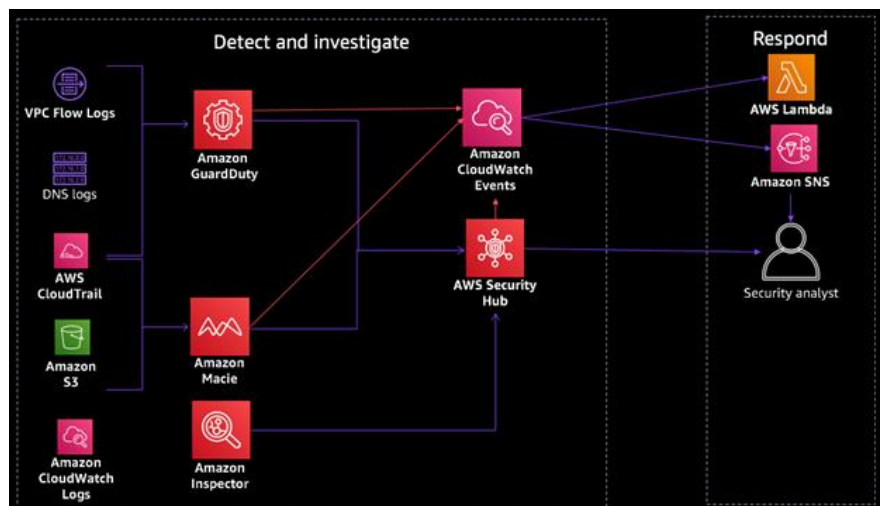 Detect and investigate
Respond
VPC Flow Logs
Amazon
GuardDuty
Amazon
CloudWatch
Events
AWS Lambda
DNS logs
Amazon SNS
AWS
CloudTrail
AWS Security
Hub
Security analyst
Amazon
S3
Amazon
Macie
Amazon
CloudWatch
Logs
Amazon
Inspector